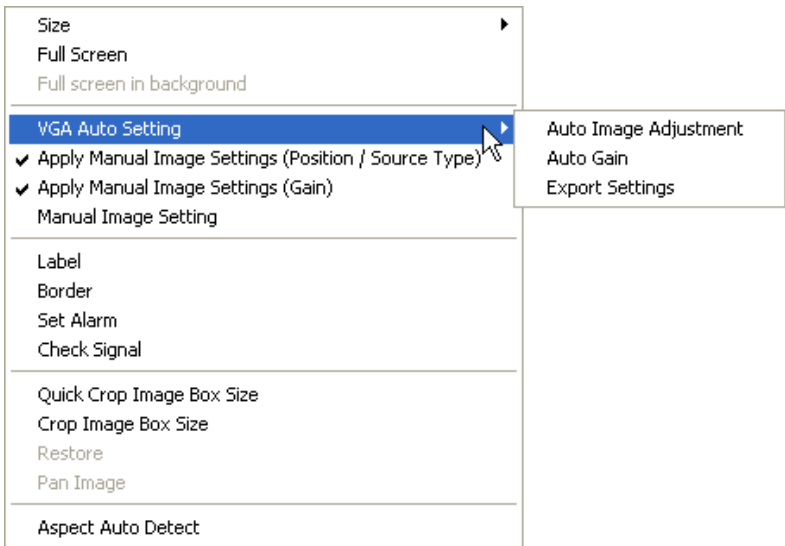 Size
Full Screen
Full screen in background
VGA Auto Setting
Apply Manual Image Settings (Position / Source Type)
Apply Manual Image Settings (Gain)
Manual Image Setting
Label
Border
Set Alarm
Check Signal
Quick Crop Image Box Size
Crop Image Box Size
Restore
Pan Image
Aspect Auto Detect
Auto Image Adjustment
Auto Gain
Export Settings